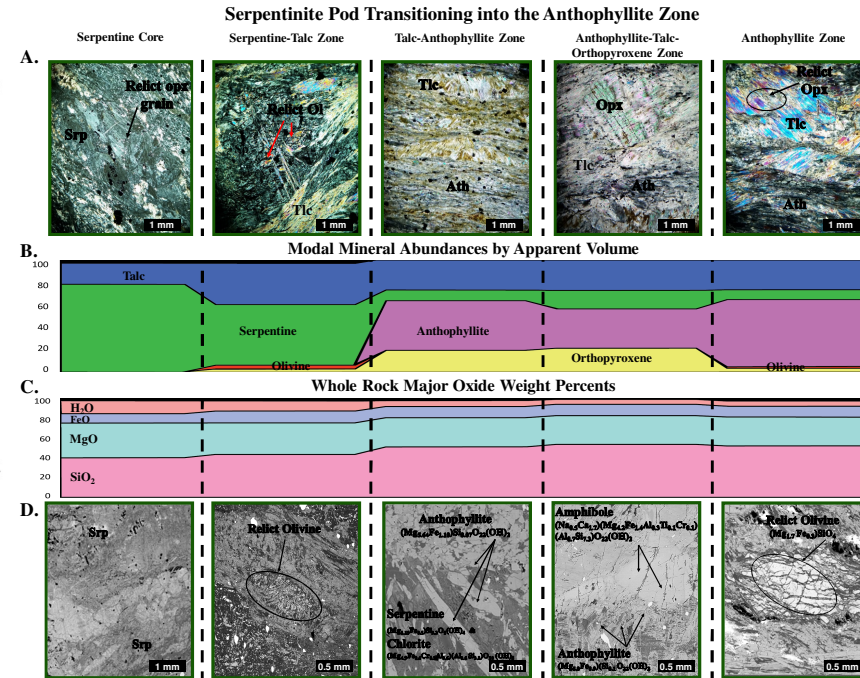 Serpentinite Pod Transitioning into the Anthophyllite Zone
Serpentine Core
Serpentine-Talc Zone
Talc-Anthophyllite Zone
Anthophyllite-Talc-
Orthopyroxene Zone
Anthophyllite Zone
A.
Relict opx
grain
Srp
1 mm
Relict Ol
Tlc
1 mm
Tlc
Ath
1 mm
Opx
Tlc
Ath
1 mm
Relict
Opx
Tlc
Ath
1 mm
B.
Modal Mineral Abundances by Apparent Volume
100
80
60
40
20
0
Talc
Serpentine
Olivine
Anthophyllite
Orthopyroxene
Olivine
C.
Whole Rock Major Oxide Weight Percents
100
80
60
40
20
0
H₂O
FeO
MgO
SiO₂
D.
Srp
Srp
1 mm
Relict Olivine
0.5 mm
Anthophyllite
Serpentine
&
Chlorite
0.5 mm
Amphibole
Anthophyllite
0.5 mm
Relict Olivine
0.5 mm